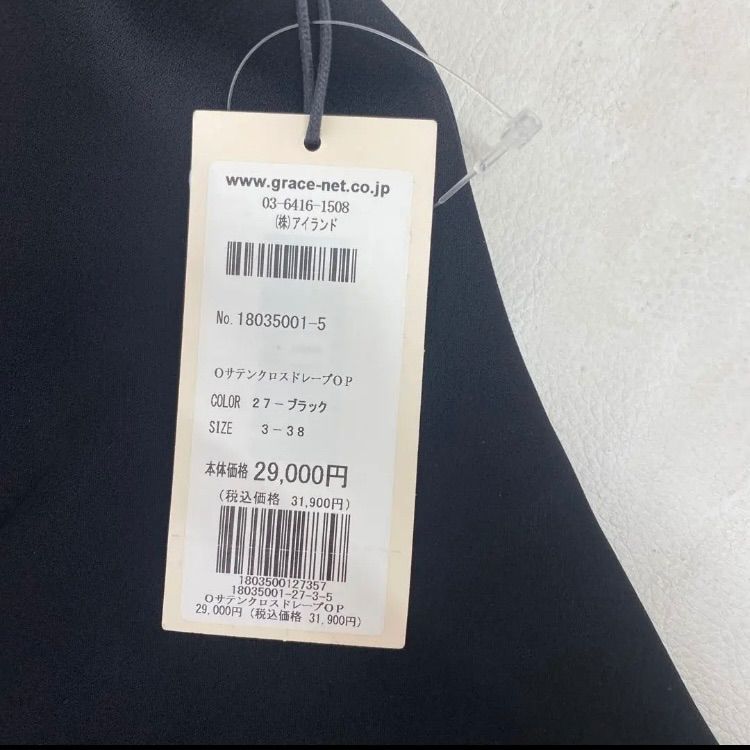 www.grace-net.co.jp
03-6416-1508
(株)アイランド
No.18035001-5
OサテンクロスドレープOP
COLOR 27-ブラック
SIZE 3-38
本体価格 29,000円
(税込価格 31,900円)
1803500127357
18035001-27-3-5
OサテンクロスドレープOP
29,000円 (税込価格 31,900円)